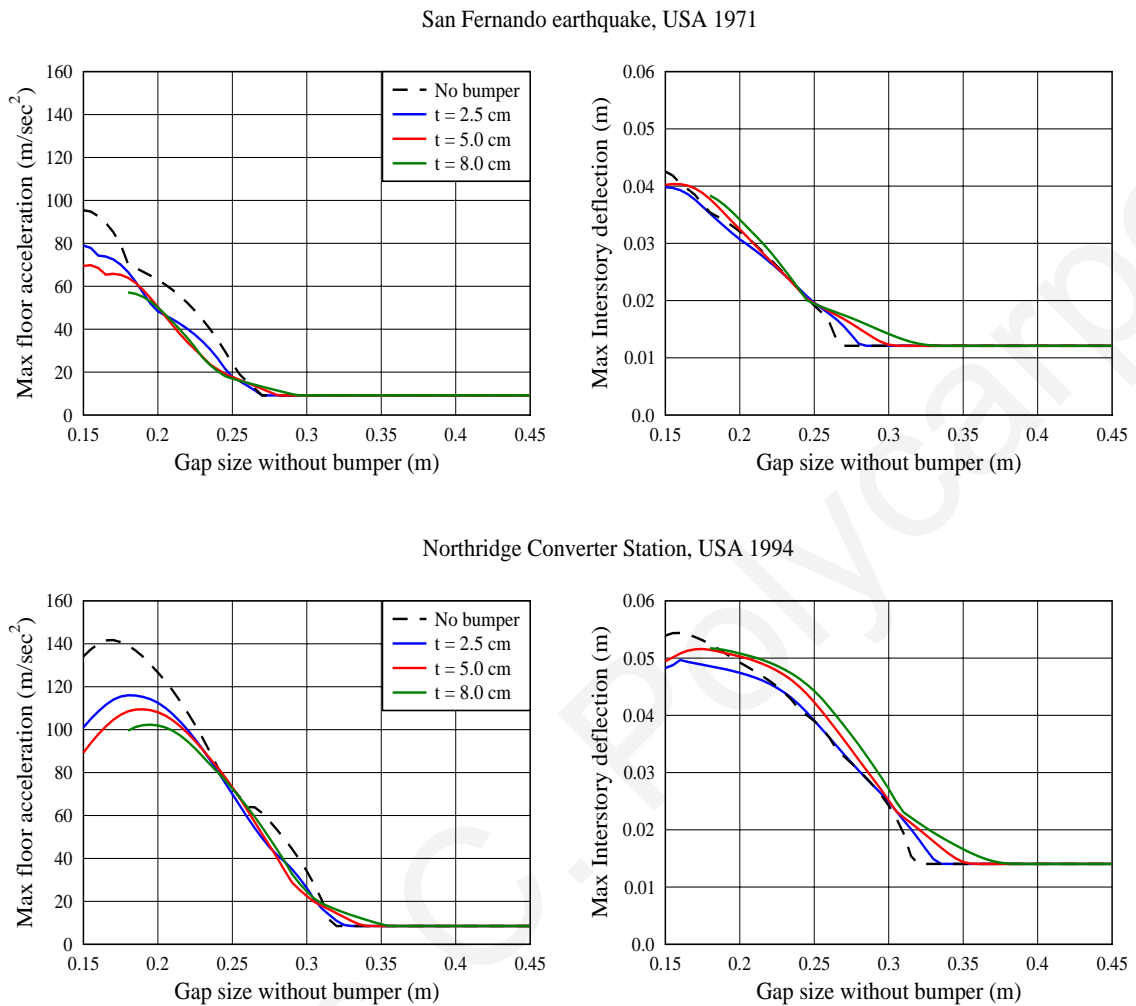 San Fernando earthquake, USA 1971
Max floor acceleration (m/sec²)
160
140
120
100
80
60
40
20
0
0.15 0.2 0.25 0.3 0.35 0.4 0.45
Gap size without bumper (m)
No bumper
t = 2.5 cm
t = 5.0 cm
t = 8.0 cm
Max Interstory deflection (m)
0.06
0.05
0.04
0.03
0.02
0.01
0.0
0.15 0.2 0.25 0.3 0.35 0.4 0.45
Gap size without bumper (m)
Northridge Converter Station, USA 1994
Max floor acceleration (m/sec²)
160
140
120
100
80
60
40
20
0
0.15 0.2 0.25 0.3 0.35 0.4 0.45
Gap size without bumper (m)
No bumper
t = 2.5 cm
t = 5.0 cm
t = 8.0 cm
Max Interstory deflection (m)
0.06
0.05
0.04
0.03
0.02
0.01
0.0
0.15 0.2 0.25 0.3 0.35 0.4 0.45
Gap size without bumper (m)
C. Polycarpo